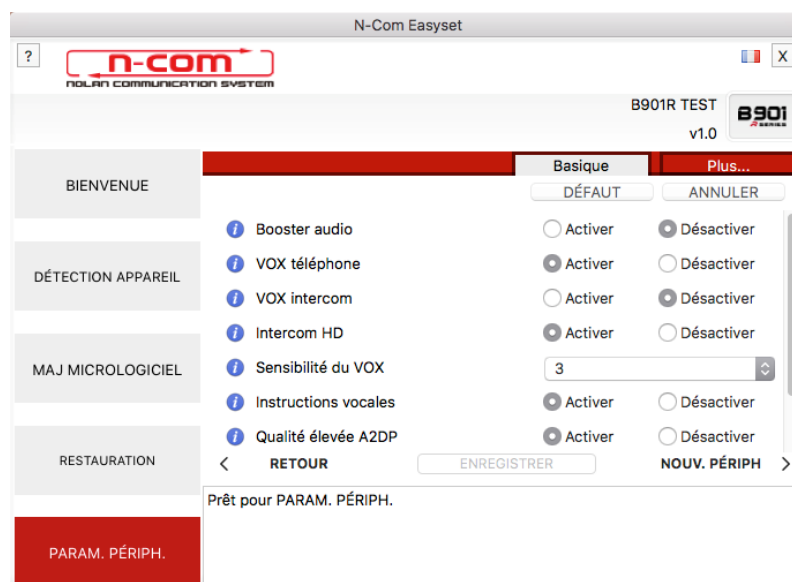 N-Com Easyset
?
n-com
NOLAN COMMUNICATION SYSTEM
X
B901R TEST
v1.0
B901
R SERIES
BIENVENUE
DÉTECTION APPAREIL
MAJ MICROLOGICIEL
RESTAURATION
PARAM. PÉRIPH.
Basique
Plus...
DÉFAUT
ANNULER
i Booster audio Activer Désactiver
i VOX téléphone Activer Désactiver
i VOX intercom Activer Désactiver
i Intercom HD Activer Désactiver
i Sensibilité du VOX 3
i Instructions vocales Activer Désactiver
i Qualité élevée A2DP Activer Désactiver
< RETOUR ENREGISTRER NOUV. PÉRIPH >
Prêt pour PARAM. PÉRIPH.